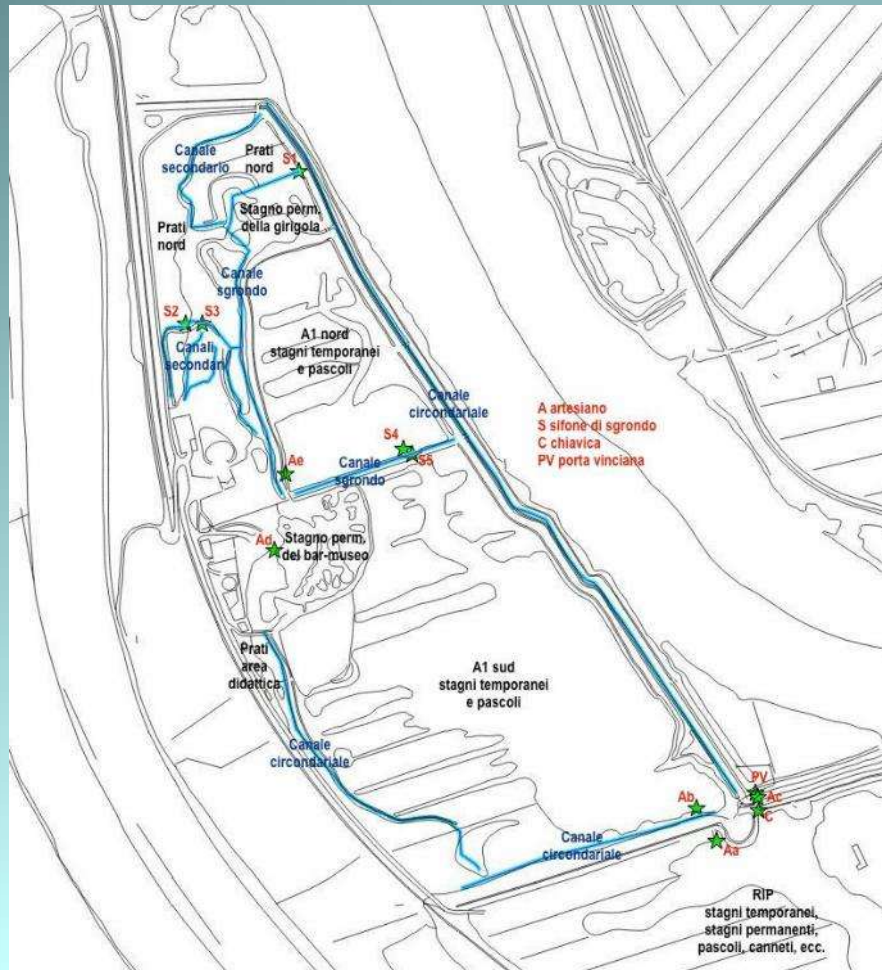 Canale
secondario
Prati
nord
S1
Stagno perm.
della girigola
Prati
nord
Canale
sgrondo
S2
S3
Canali
secondari
A1 nord
stagni temporanei
e pascoli
Canale
circondariale
A artesiano
S sifone di sgrondo
C chiavica
PV porta vinciana
S4
S5
Ae
Canale
sgrondo
Ad
Stagno perm.
del bar-museo
Prati
area
didattica
A1 sud
stagni temporanei
e pascoli
Canale
circondariale
PV
Ab
Ac
C
Aa
Canale
circondariale
RIP
stagni temporanei,
stagni permanenti,
pascoli, canneti, ecc.